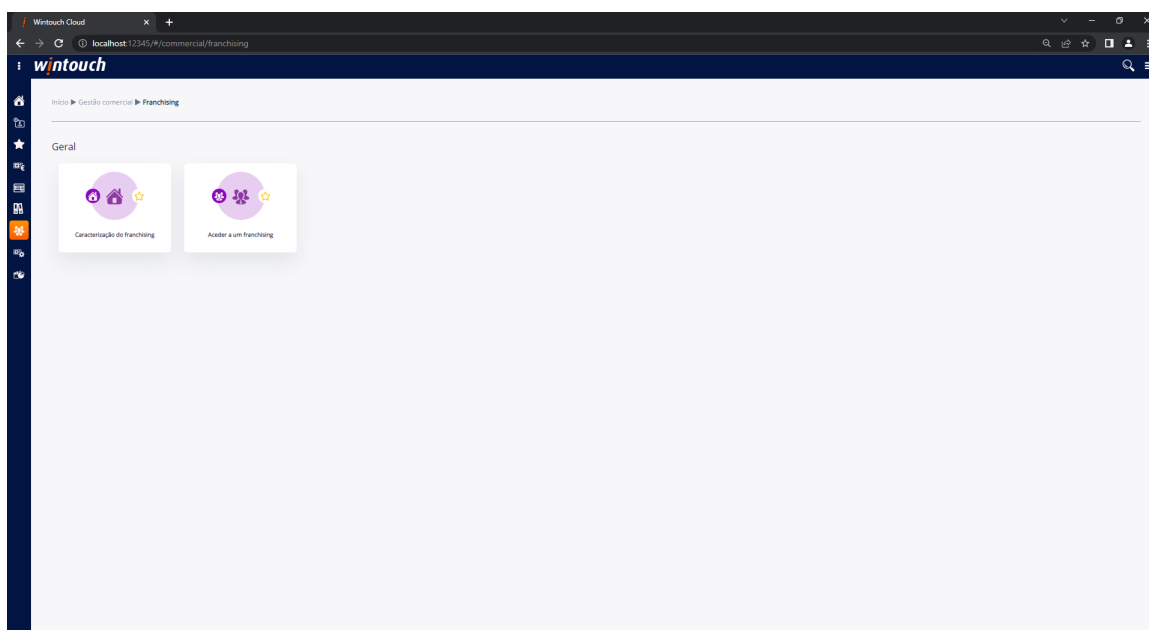 Wintouch Cloud
localhost:12345/#/commercial/franchising
wintouch
Início ▶ Gestão comercial ▶ Franchising
Geral
Caracterização do franchising
Aceder a um franchising